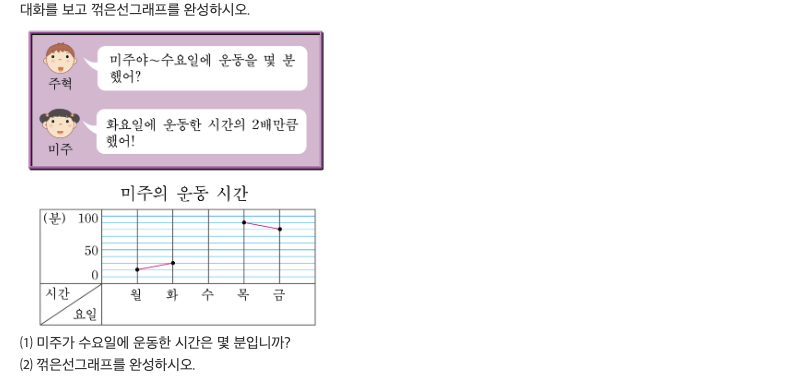 대화를 보고 꺾은선그래프를 완성하시오.
미주야~수요일에 운동을 몇 분
했어?
주혁
화요일에 운동한 시간의 2배만큼
했어!
미주
미주의 운동 시간
(분) 100
50
0
시간 월 화 수 목 금
요일
(1) 미주가 수요일에 운동한 시간은 몇 분입니까?
(2) 꺾은선그래프를 완성하시오.